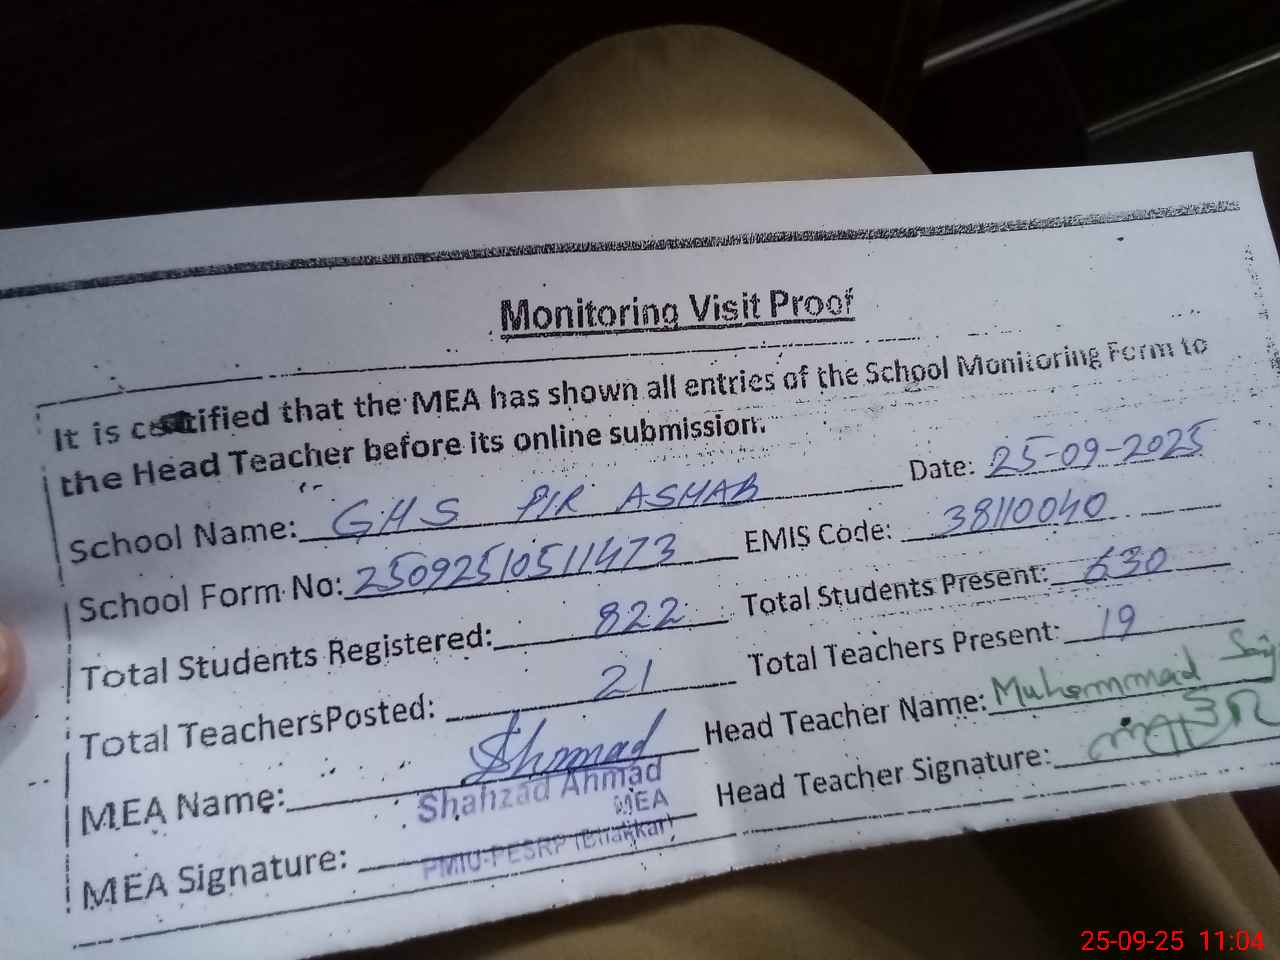 Monitoring Visit Proof
It is certified that the MEA has shown all entries of the School Monitoring Form to
the Head Teacher before its online submission.
School Name: GHS PIR ASHAB Date: 25-09-2025
School Form No: 25092510511473 EMIS Code: 38110040
Total Students Registered: 822 Total Students Present: 630
Total TeachersPosted: 21 Total Teachers Present: 19
MEA Name: Head Teacher Name: Muhammad
Shahzad Ahmad
MEA
MEA Signature: Head Teacher Signature:
PMIU-PESRP (Bhakkar)
25-09-25 11:04